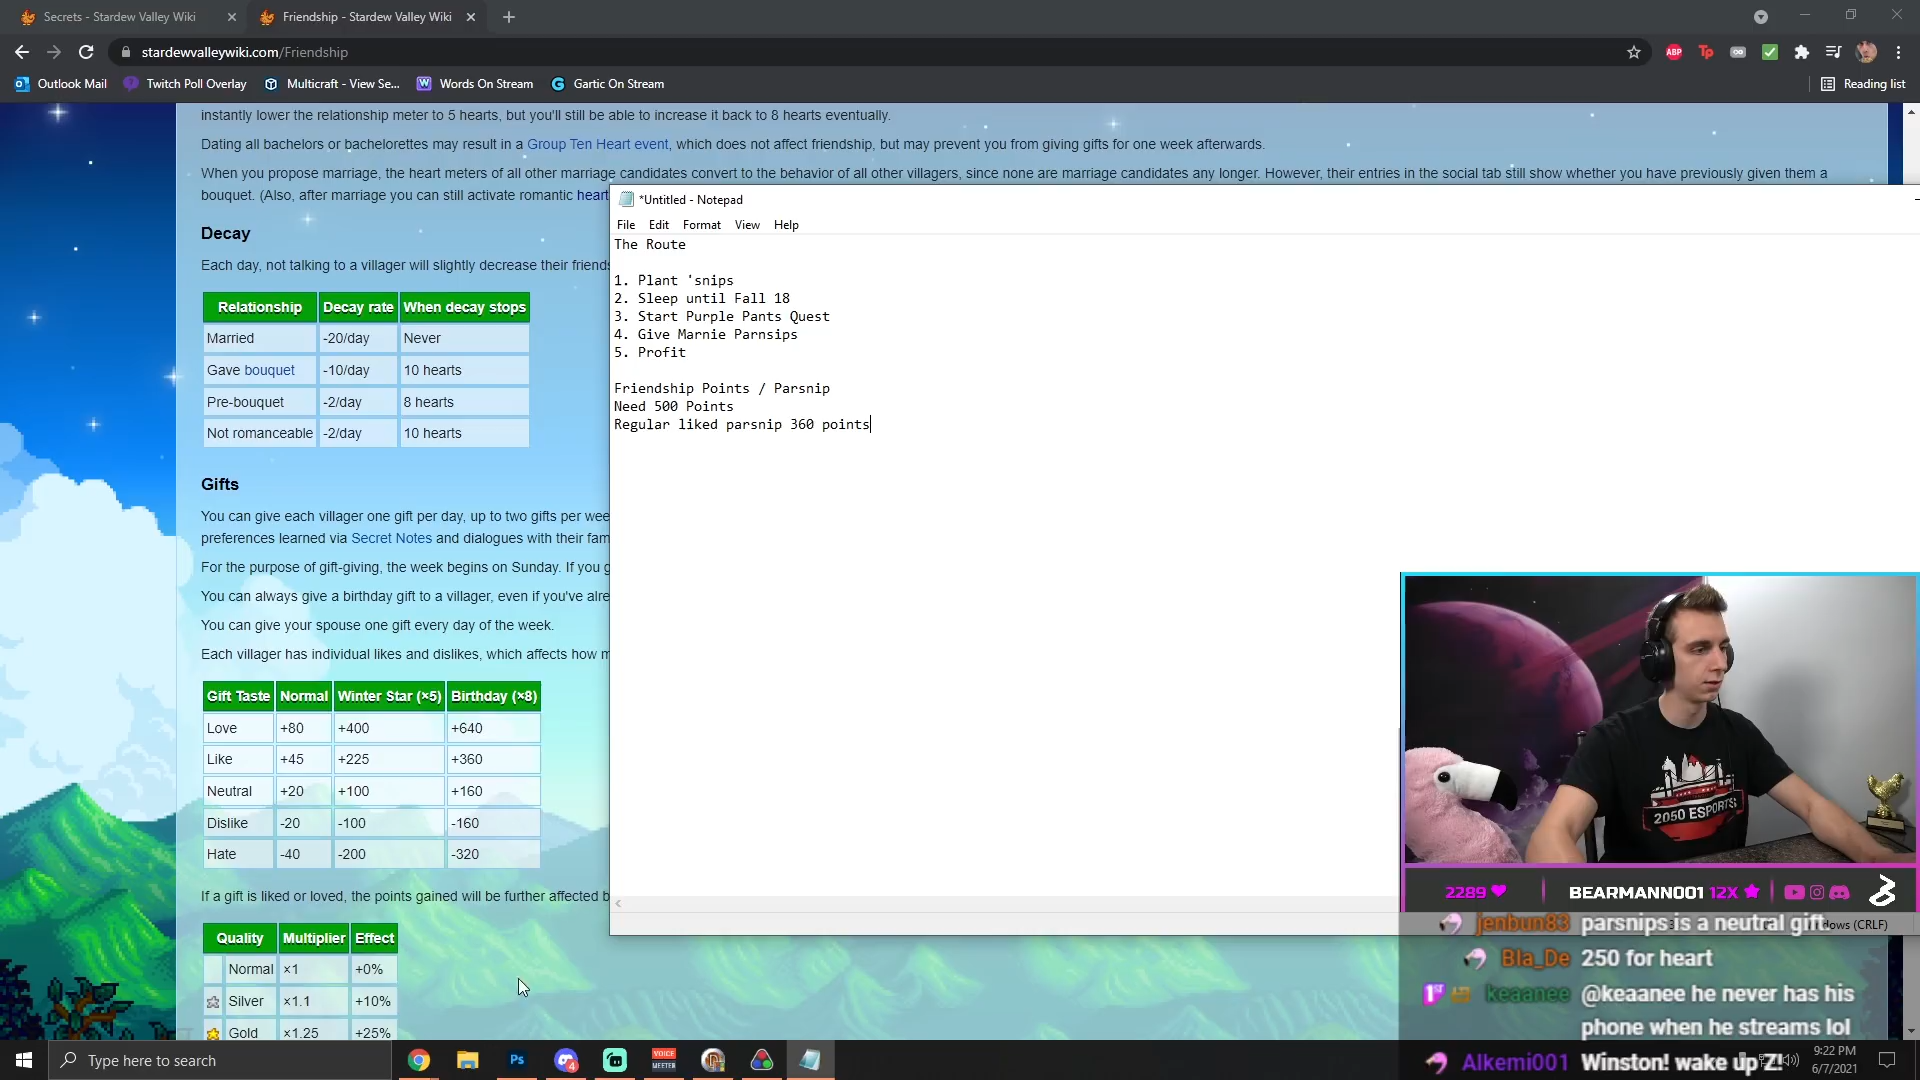 Secrets - Stardew Valley Wiki
Friendship - Stardew Valley Wiki
stardewvalleywiki.com/Friendship
ABP
Tp
Outlook Mail
Twitch Poll Overlay
Multicraft - View Se...
Words On Stream
Gartic On Stream
Reading list
instantly lower the relationship meter to 5 hearts, but you'll still be able to increase it back to 8 hearts eventually.
Dating all bachelors or bachelorettes may result in a Group Ten Heart event, which does not affect friendship, but may prevent you from giving gifts for one week afterwards.
When you propose marriage, the heart meters of all other marriage candidates convert to the behavior of all other villagers, since none are marriage candidates any longer. However, their entries in the social tab still show whether you have previously given them a
bouquet. (Also, after marriage you can still activate romantic heart
Decay
Each day, not talking to a villager will slightly decrease their friends
Relationship Decay rate When decay stops
Married -20/day Never
Gave bouquet -10/day 10 hearts
Pre-bouquet -2/day 8 hearts
Not romanceable -2/day 10 hearts
Gifts
You can give each villager one gift per day, up to two gifts per wee
preferences learned via Secret Notes and dialogues with their fam
For the purpose of gift-giving, the week begins on Sunday. If you g
You can always give a birthday gift to a villager, even if you've alre
You can give your spouse one gift every day of the week.
Each villager has individual likes and dislikes, which affects how m
Gift Taste Normal Winter Star (×5) Birthday (×8)
Love +80 +400 +640
Like +45 +225 +360
Neutral +20 +100 +160
Dislike -20 -100 -160
Hate -40 -200 -320
If a gift is liked or loved, the points gained will be further affected b
Quality Multiplier Effect
Normal ×1 +0%
Silver ×1.1 +10%
Gold ×1.25 +25%
*Untitled - Notepad
File Edit Format View Help
The Route
1. Plant 'snips
2. Sleep until Fall 18
3. Start Purple Pants Quest
4. Give Marnie Parnsips
5. Profit
Friendship Points / Parsnip
Need 500 Points
Regular liked parsnip 360 points
2050 ESPORTS
2289
BEARMANN001 12X
jenbun83 parsnips is a neutral gift.
(CRLF)
Bla_De 250 for heart
keaanee @keaanee he never has his
phone when he streams lol
Alkemi001 Winston! wake up Z!
Type here to search
Ps
4
VOICE
MEETER
9:22 PM
6/7/2021